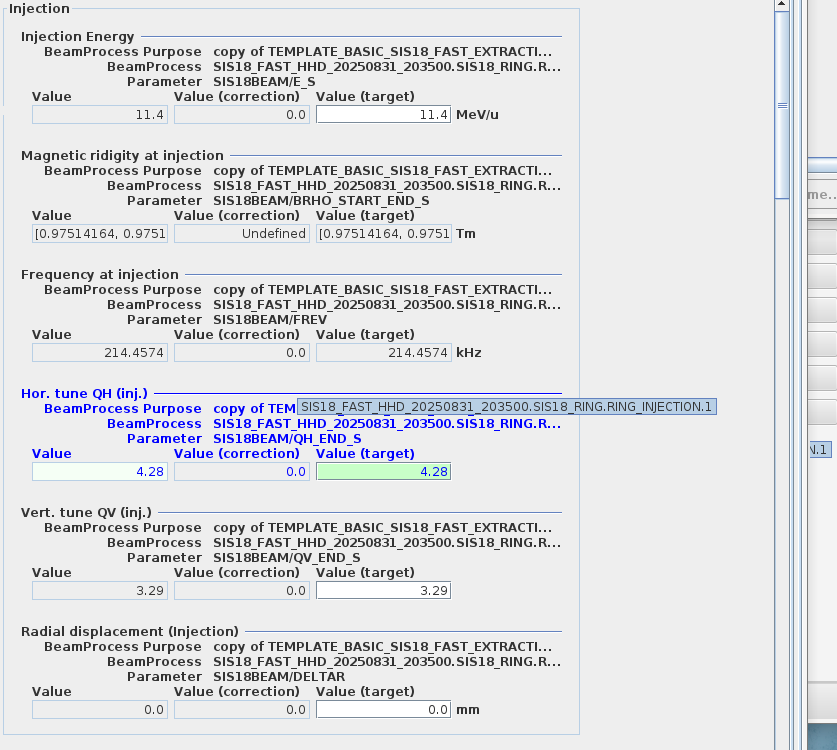 Injection
Injection Energy
BeamProcess Purpose copy of TEMPLATE_BASIC_SIS18_FAST_EXTRACTI...
BeamProcess SIS18_FAST_HHD_20250831_203500.SIS18_RING.R...
Parameter SIS18BEAM/E_S
Value Value (correction) Value (target)
11.4 0.0 11.4 MeV/u
Magnetic ridigity at injection
BeamProcess Purpose copy of TEMPLATE_BASIC_SIS18_FAST_EXTRACTI...
BeamProcess SIS18_FAST_HHD_20250831_203500.SIS18_RING.R...
Parameter SIS18BEAM/BRHO_START_END_S
Value Value (correction) Value (target)
[0.97514164, 0.9751 Undefined [0.97514164, 0.9751 Tm
Frequency at injection
BeamProcess Purpose copy of TEMPLATE_BASIC_SIS18_FAST_EXTRACTI...
BeamProcess SIS18_FAST_HHD_20250831_203500.SIS18_RING.R...
Parameter SIS18BEAM/FREV
Value Value (correction) Value (target)
214.4574 0.0 214.4574 kHz
Hor. tune QH (inj.)
BeamProcess Purpose copy of TEM
SIS18_FAST_HHD_20250831_203500.SIS18_RING.RING_INJECTION.1
BeamProcess SIS18_FAST_HHD_20250831_203500.SIS18_RING.R...
Parameter SIS18BEAM/QH_END_S
Value Value (correction) Value (target)
4.28 0.0 4.28
Vert. tune QV (inj.)
BeamProcess Purpose copy of TEMPLATE_BASIC_SIS18_FAST_EXTRACTI...
BeamProcess SIS18_FAST_HHD_20250831_203500.SIS18_RING.R...
Parameter SIS18BEAM/QV_END_S
Value Value (correction) Value (target)
3.29 0.0 3.29
Radial displacement (Injection)
BeamProcess Purpose copy of TEMPLATE_BASIC_SIS18_FAST_EXTRACTI...
BeamProcess SIS18_FAST_HHD_20250831_203500.SIS18_RING.R...
Parameter SIS18BEAM/DELTAR
Value Value (correction) Value (target)
0.0 0.0 0.0 mm
me..
N.1